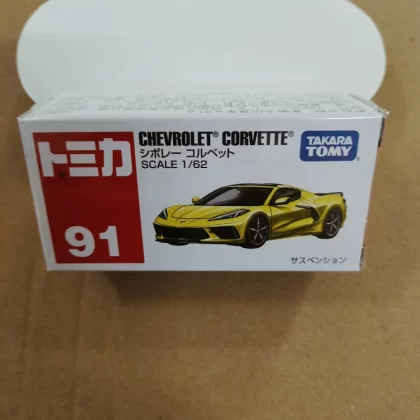 トミカ
91
CHEVROLET® CORVETTE®
シボレー コルベット
SCALE 1/62
TAKARA
TOMY
サスペンション